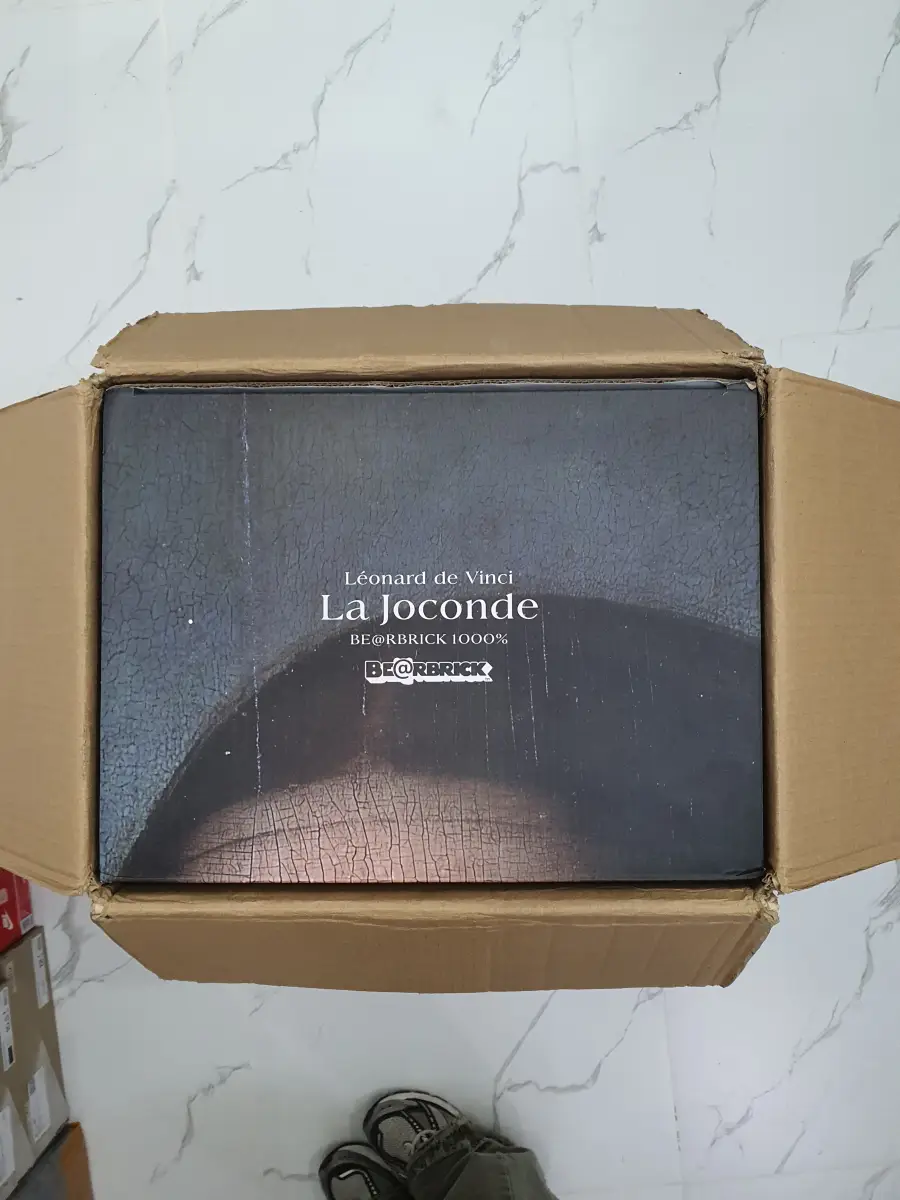 Léonard de Vinci
La Joconde
BE@RBRICK 1000%
BE@RBRICK